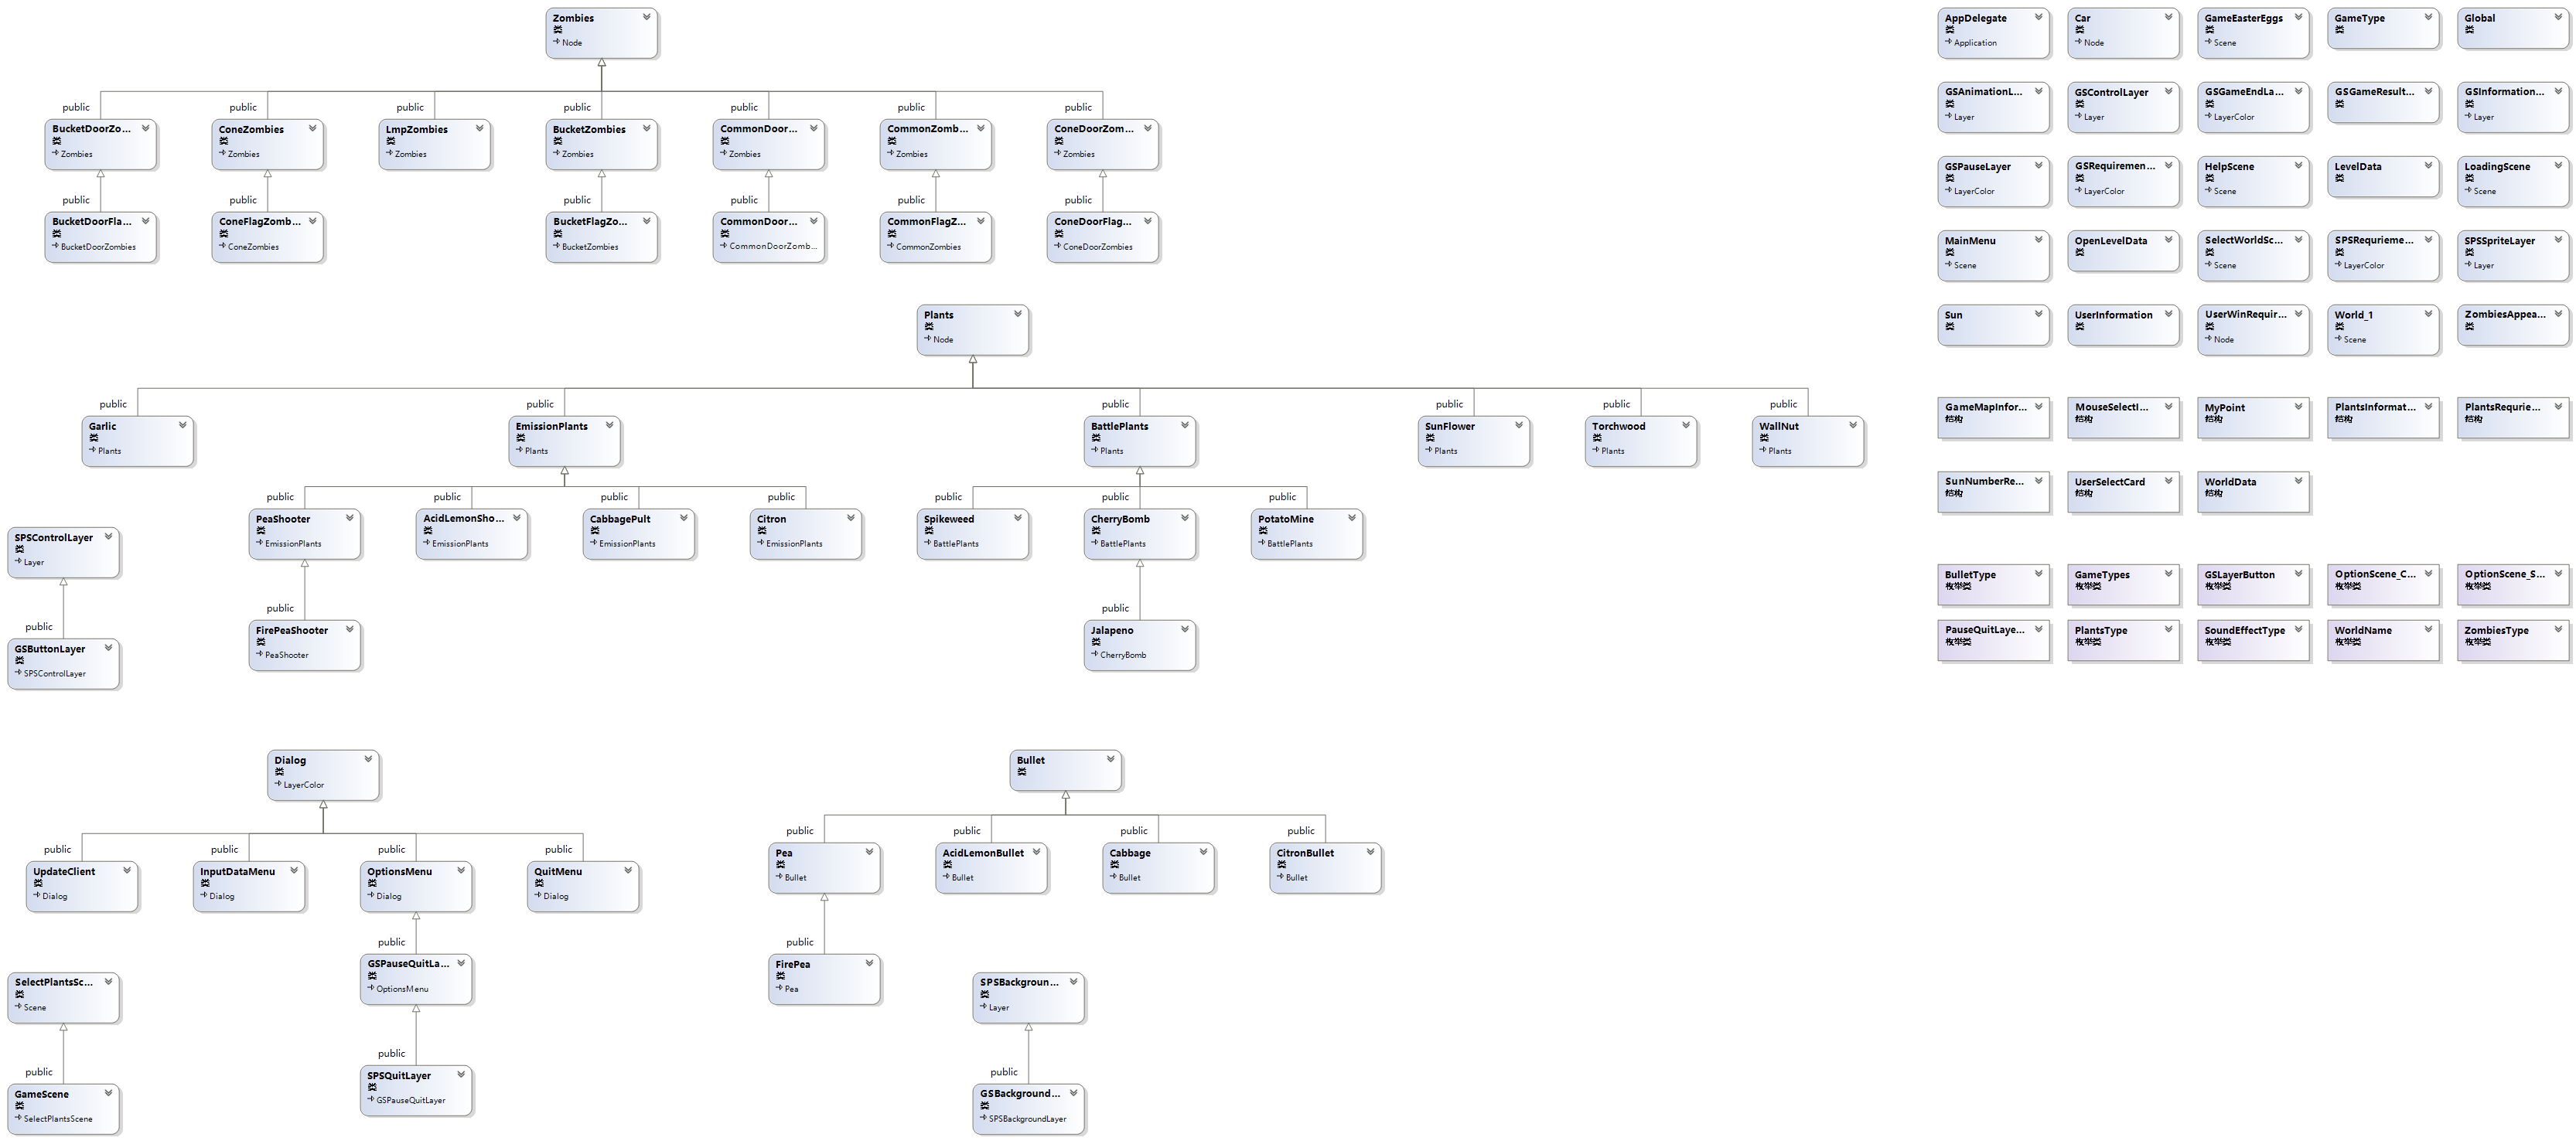 Zombies
类
Node
public
public
public
public
public
public
public
BucketDoorZo...
类
Zombies
ConeZombies
类
Zombies
LmpZombies
类
Zombies
BucketZombies
类
Zombies
CommonDoor...
类
Zombies
CommonZomb...
类
Zombies
ConeDoorZom...
类
Zombies
public
public
public
public
public
public
BucketDoorFla...
类
BucketDoorZombies
ConeFlagZomb...
类
ConeZombies
BucketFlagZo...
类
BucketZombies
CommonDoor...
类
CommonDoorZomb...
CommonFlagZ...
类
CommonZombies
ConeDoorFlag...
类
ConeDoorZombies
Plants
类
Node
public
public
public
public
public
public
Garlic
类
Plants
EmissionPlants
类
Plants
BattlePlants
类
Plants
SunFlower
类
Plants
Torchwood
类
Plants
WallNut
类
Plants
public
public
public
public
public
public
public
PeaShooter
类
EmissionPlants
AcidLemonSho...
类
EmissionPlants
CabbagePult
类
EmissionPlants
Citron
类
EmissionPlants
Spikeweed
类
BattlePlants
CherryBomb
类
BattlePlants
PotatoMine
类
BattlePlants
public
FirePeaShooter
类
PeaShooter
public
Jalapeno
类
CherryBomb
SPSControlLayer
类
Layer
public
GSButtonLayer
类
SPSControlLayer
Dialog
类
LayerColor
public
public
public
public
UpdateClient
类
Dialog
InputDataMenu
类
Dialog
OptionsMenu
类
Dialog
QuitMenu
类
Dialog
public
GSPauseQuitLa...
类
OptionsMenu
public
SPSQuitLayer
类
GSPauseQuitLayer
SelectPlantsSc...
类
Scene
public
GameScene
类
SelectPlantsScene
Bullet
类
public
public
public
public
Pea
类
Bullet
AcidLemonBullet
类
Bullet
Cabbage
类
Bullet
CitronBullet
类
Bullet
public
FirePea
类
Pea
SPSBackgroun...
类
Layer
public
GSBackground...
类
SPSBackgroundLayer
AppDelegate
类
Application
Car
类
Node
GameEasterEggs
类
Scene
GameType
类
Global
类
GSAnimationL...
类
Layer
GSControlLayer
类
Layer
GSGameEndLa...
类
LayerColor
GSGameResult...
类
GSInformation...
类
Layer
GSPauseLayer
类
LayerColor
GSRequiremen...
类
LayerColor
HelpScene
类
Scene
LevelData
类
LoadingScene
类
Scene
MainMenu
类
Scene
OpenLevelData
类
SelectWorldSc...
类
Scene
SPSRequrieme...
类
LayerColor
SPSSpriteLayer
类
Layer
Sun
类
UserInformation
类
UserWinRequir...
类
Node
World_1
类
Scene
ZombiesAppea...
类
GameMapInfor...
结构
MouseSelectI...
结构
MyPoint
结构
PlantsInformat...
结构
PlantsRequrie...
结构
SunNumberRe...
结构
UserSelectCard
结构
WorldData
结构
BulletType
枚举类
GameTypes
枚举类
GSLayerButton
枚举类
OptionScene_C...
枚举类
OptionScene_S...
枚举类
PauseQuitLaye...
枚举类
PlantsType
枚举类
SoundEffectType
枚举类
WorldName
枚举类
ZombiesType
枚举类